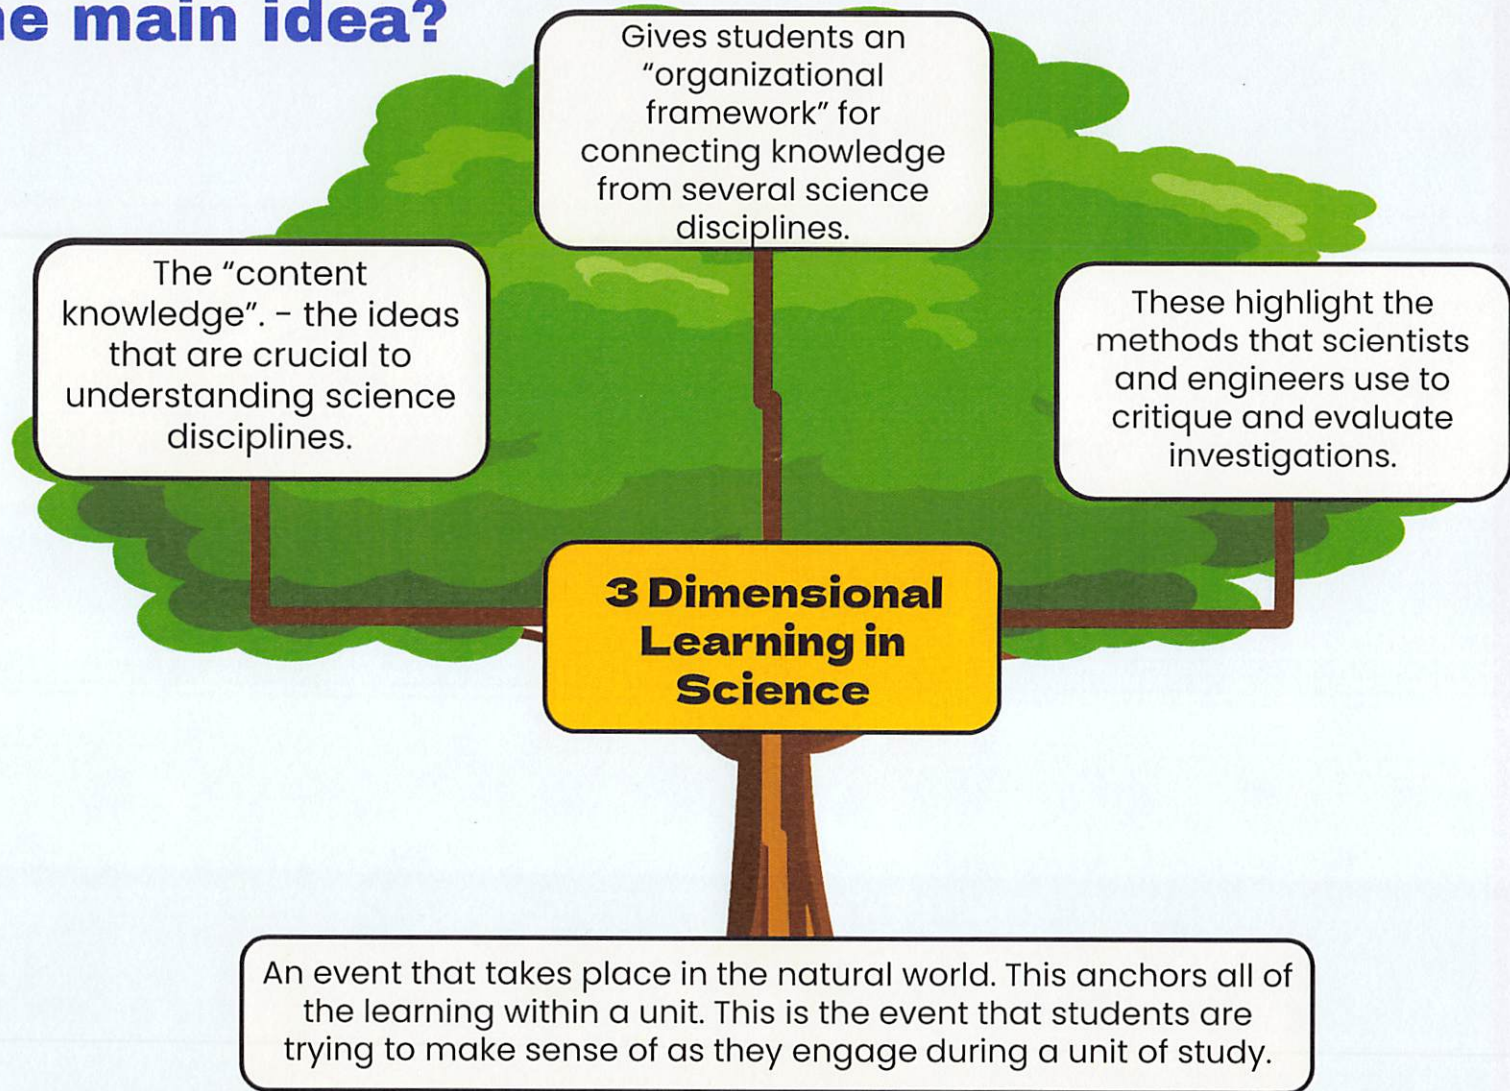 ne main idea?
Gives students an
“organizational
framework” for
connecting knowledge
from several science
disciplines.
The “content
knowledge”. - the ideas
that are crucial to
understanding science
disciplines.
These highlight the
methods that scientists
and engineers use to
critique and evaluate
investigations.
3 Dimensional
Learning in
Science
An event that takes place in the natural world. This anchors all of
the learning within a unit. This is the event that students are
trying to make sense of as they engage during a unit of study.